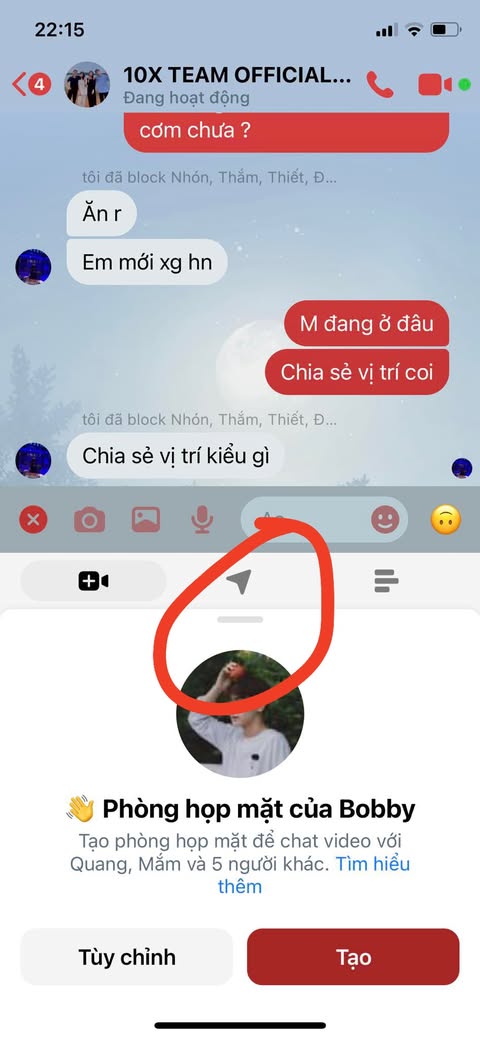 22:15
4
10X TEAM OFFICIAL...
Đang hoạt động
cơm chưa ?
tôi đã block Nhón, Thắm, Thiết, Đ...
Ăn r
Em mới xg hn
M đang ở đâu
Chia sẻ vị trí coi
tôi đã block Nhón, Thắm, Thiết, Đ...
Chia sẻ vị trí kiểu gì
Phòng họp mặt của Bobby
Tạo phòng họp mặt để chat video với
Quang, Mắm và 5 người khác. Tìm hiểu
thêm
Tùy chỉnh
Tạo